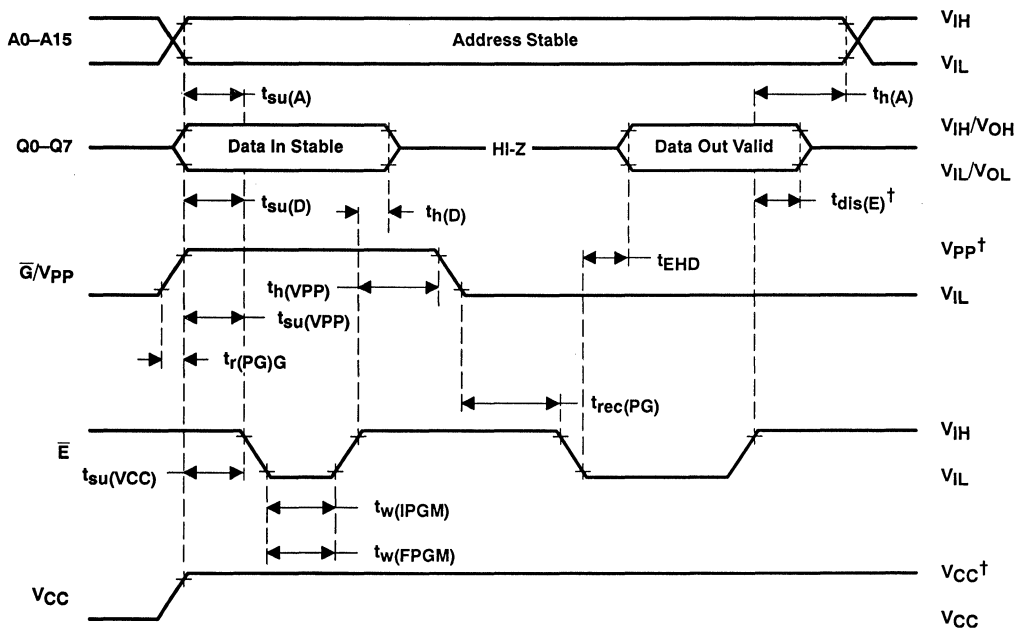 A0–A15
Address Stable
VIH
VIL
tsu(A)
th(A)
Q0–Q7
Data In Stable
HI-Z
Data Out Valid
VIH/VOH
VIL/VOL
tsu(D)
th(D)
tdis(E)†
G̅/VPP
tEHD
VPP†
th(VPP)
VIL
tsu(VPP)
tr(PG)G
trec(PG)
E̅
VIH
tsu(VCC)
VIL
tw(IPGM)
tw(FPGM)
VCC
VCC†
VCC